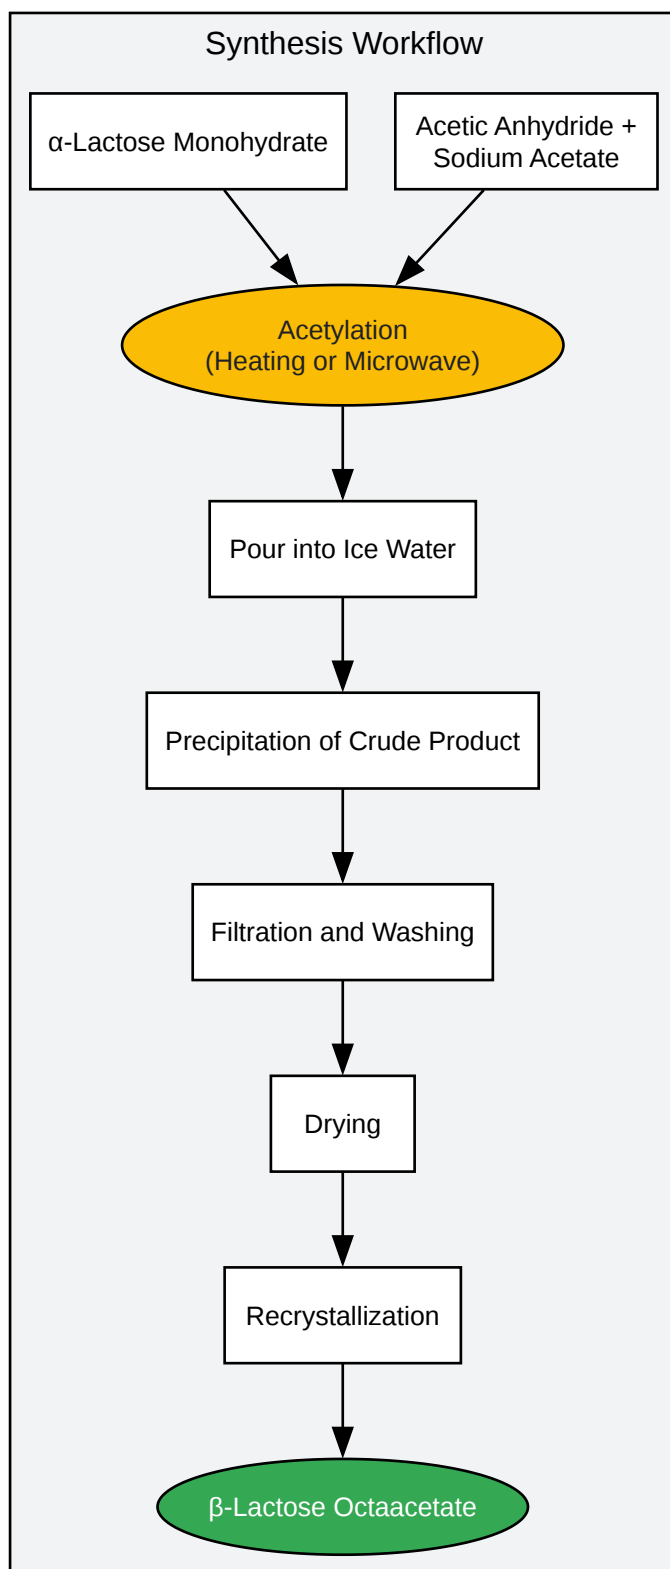 Synthesis Workflow
α-Lactose Monohydrate
Acetic Anhydride +
Sodium Acetate
Acetylation
(Heating or Microwave)
Pour into Ice Water
Precipitation of Crude Product
Filtration and Washing
Drying
Recrystallization
β-Lactose Octaacetate